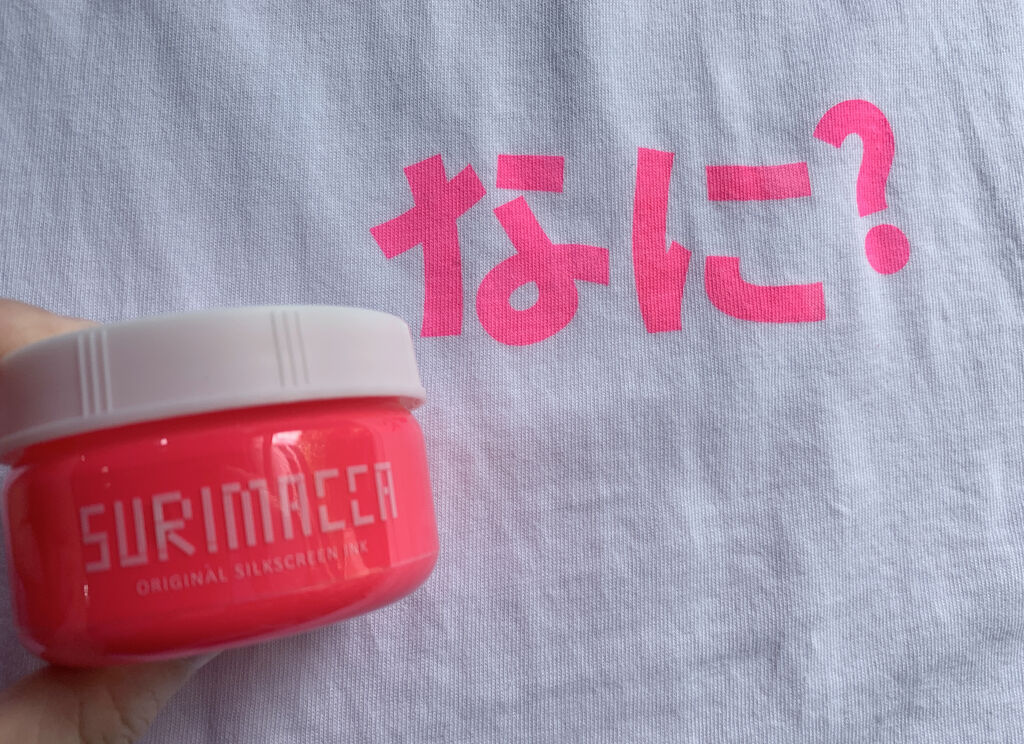 なに?
SURIMACCA
ORIGINAL SILKSCREEN INK